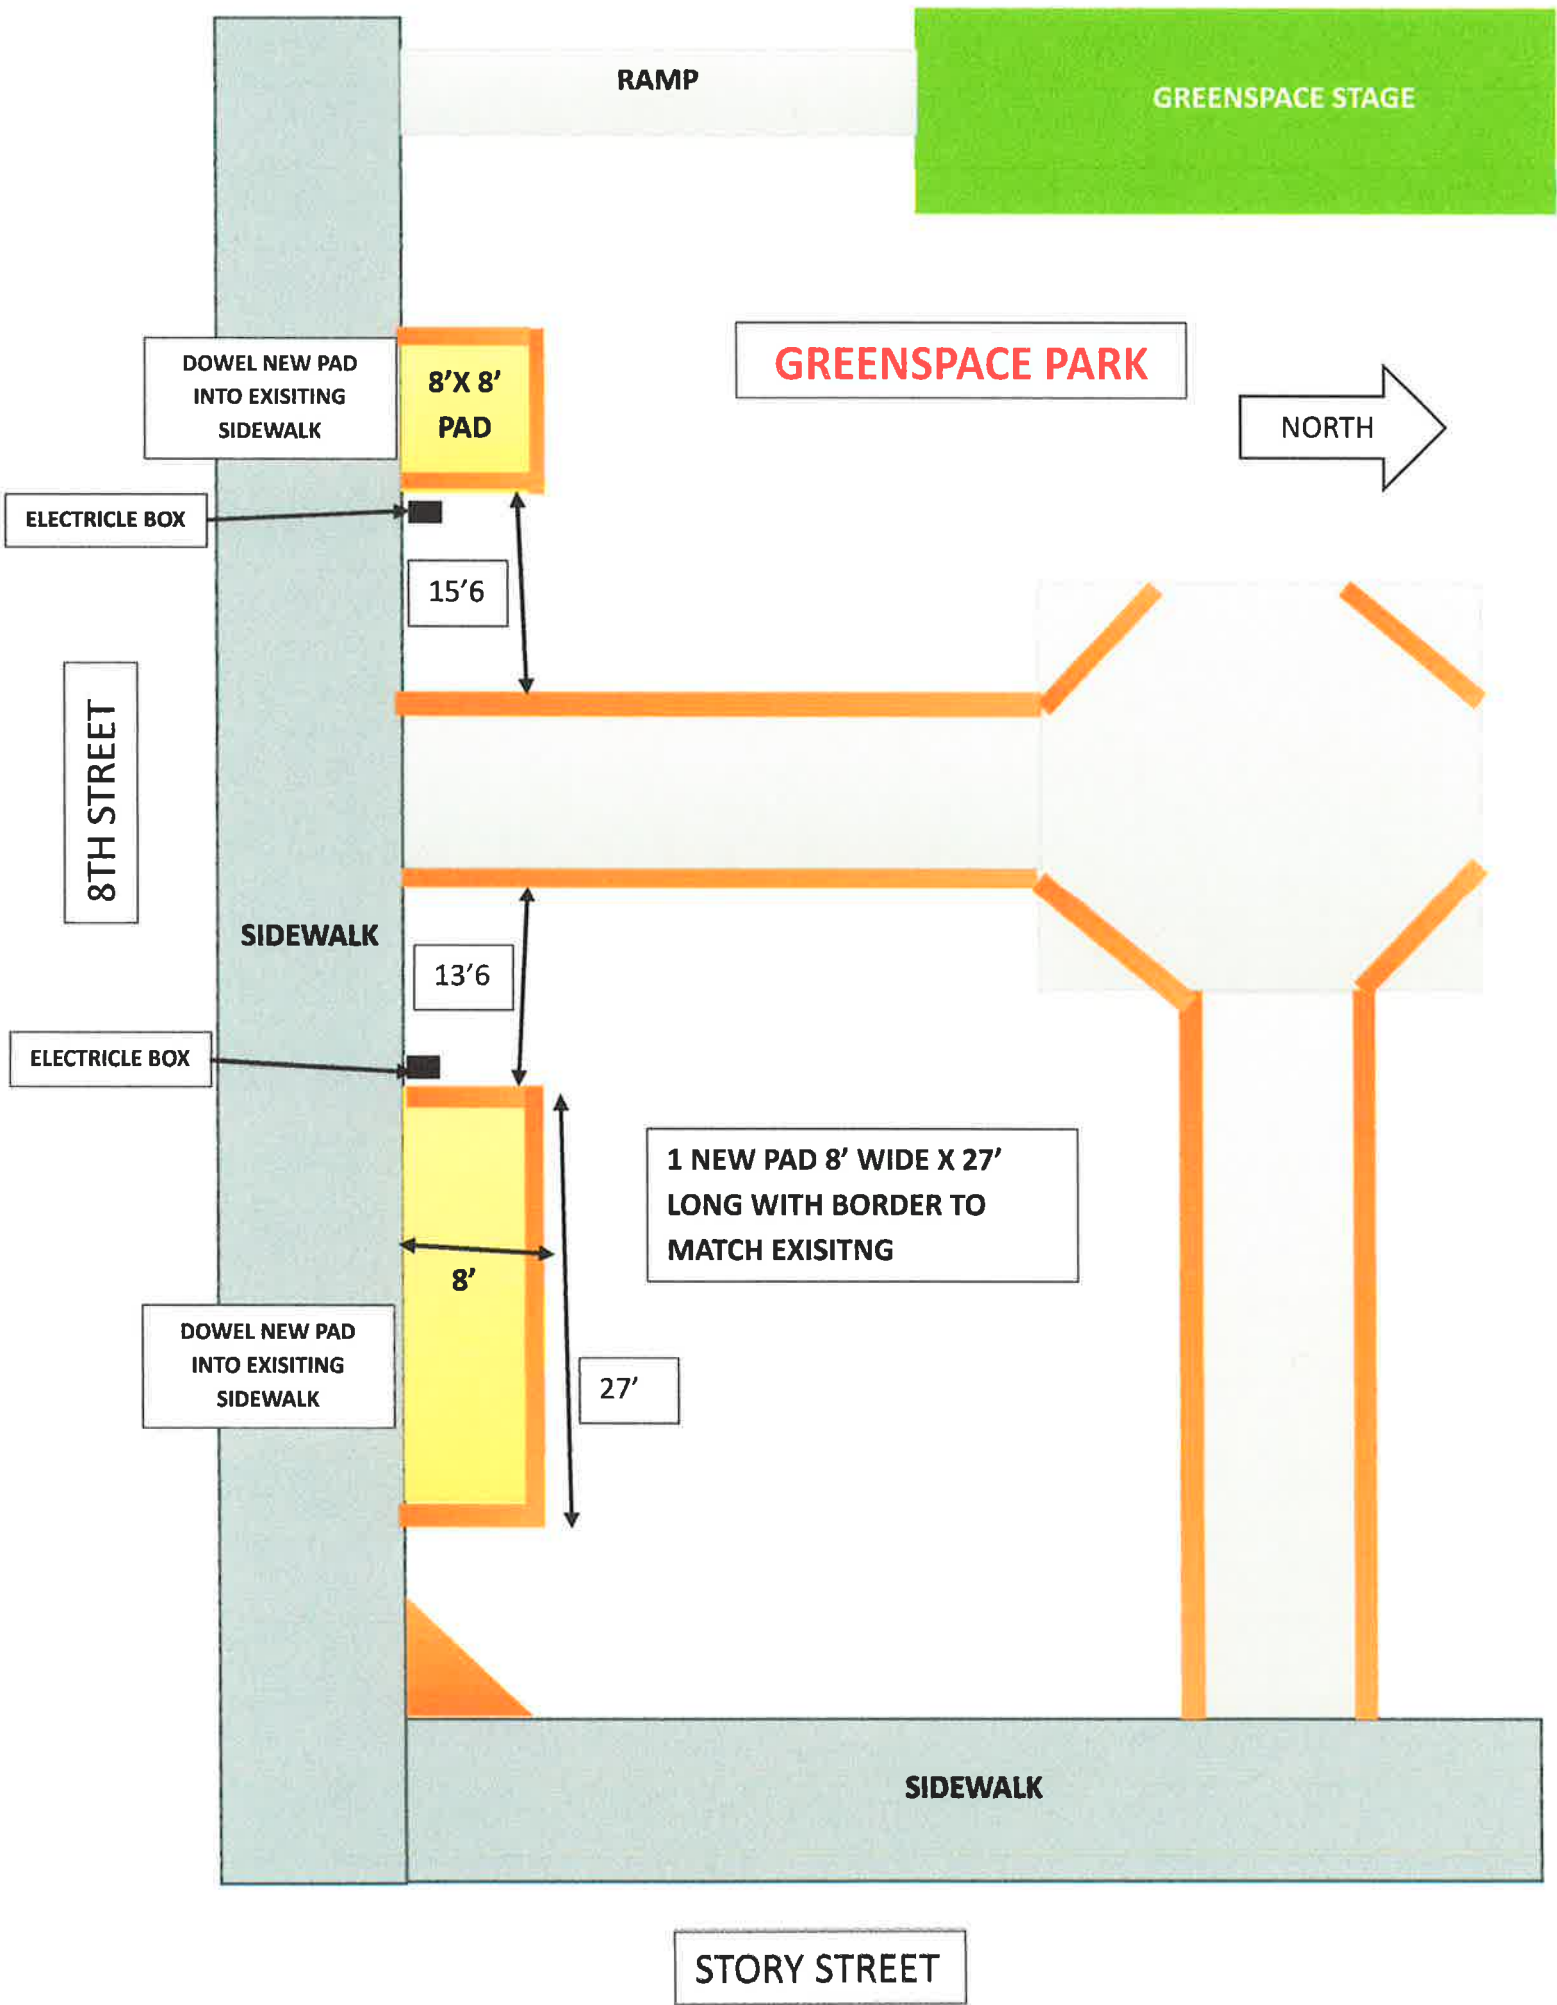 RAMP
GREENSPACE STAGE
GREENSPACE PARK
NORTH
DOWEL NEW PAD
INTO EXISITING
SIDEWALK
8'X 8'
PAD
ELECTRICLE BOX
15'6
8TH STREET
SIDEWALK
13'6
ELECTRICLE BOX
1 NEW PAD 8' WIDE X 27'
LONG WITH BORDER TO
MATCH EXISITNG
8'
DOWEL NEW PAD
INTO EXISITING
SIDEWALK
27'
SIDEWALK
STORY STREET